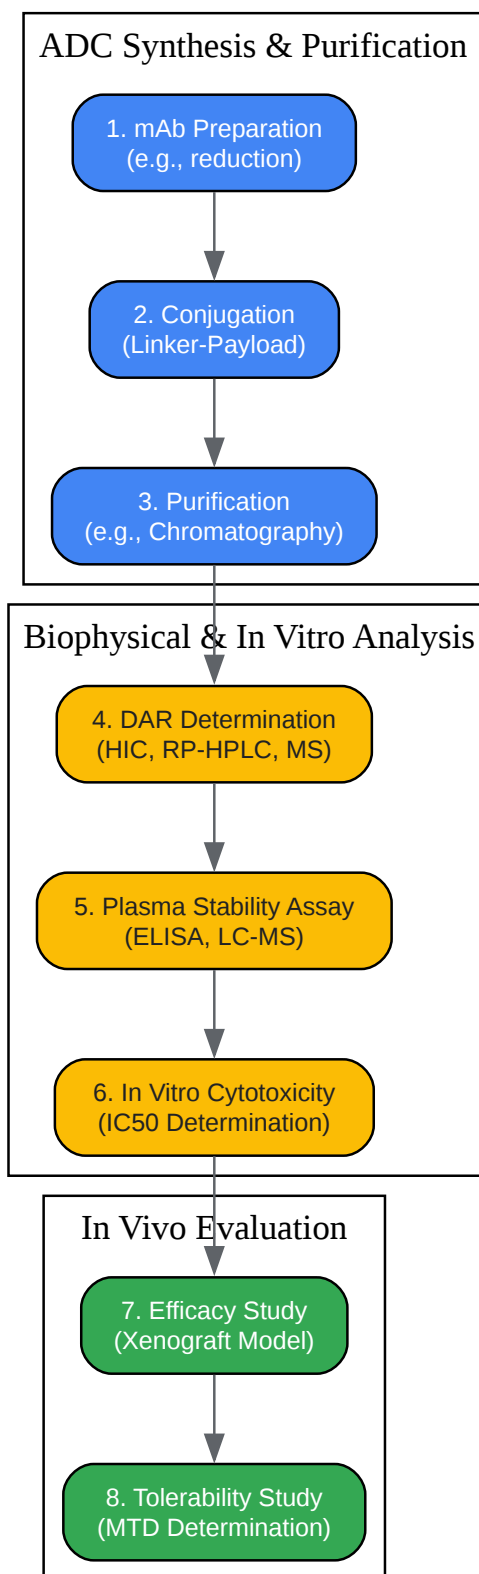 ADC Synthesis & Purification
1. mAb Preparation
(e.g., reduction)
2. Conjugation
(Linker-Payload)
3. Purification
(e.g., Chromatography)
Biophysical & In Vitro Analysis
4. DAR Determination
(HIC, RP-HPLC, MS)
5. Plasma Stability Assay
(ELISA, LC-MS)
6. In Vitro Cytotoxicity
(IC50 Determination)
In Vivo Evaluation
7. Efficacy Study
(Xenograft Model)
8. Tolerability Study
(MTD Determination)